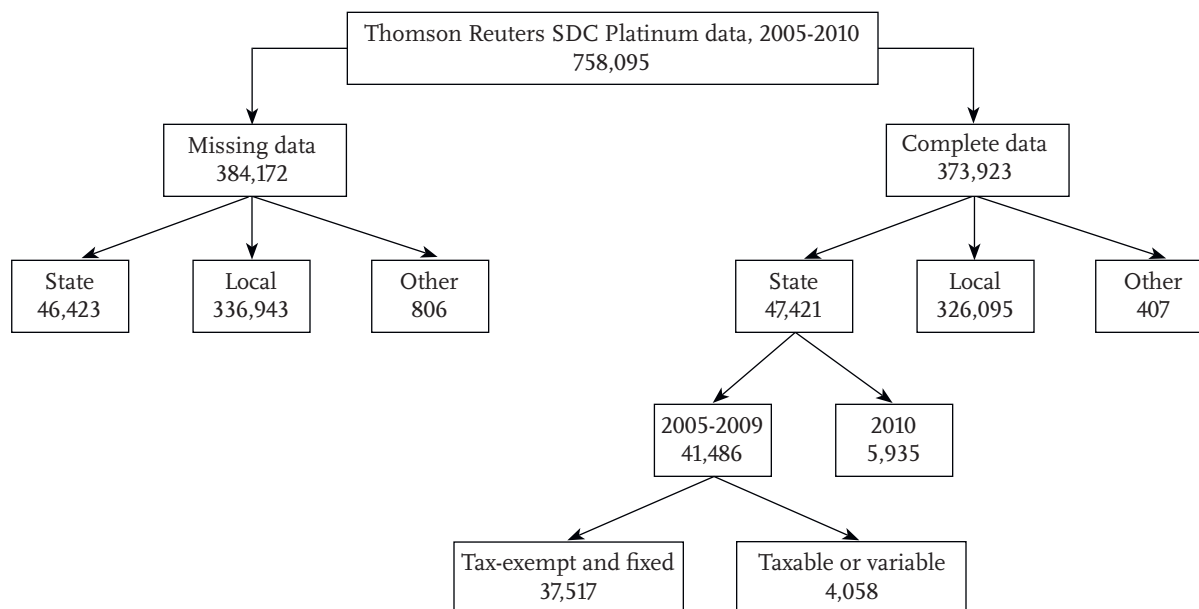 Thomson Reuters SDC Platinum data, 2005-2010
758,095
Missing data
384,172
Complete data
373,923
State
46,423
Local
336,943
Other
806
State
47,421
Local
326,095
Other
407
2005-2009
41,486
2010
5,935
Tax-exempt and fixed
37,517
Taxable or variable
4,058